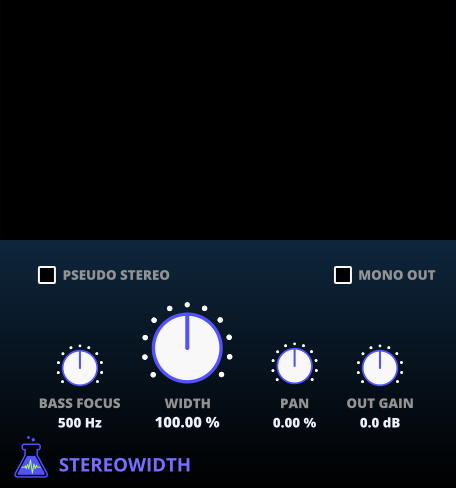 PSEUDO STEREO
MONO OUT
BASS FOCUS
WIDTH
PAN
OUT GAIN
500 Hz
100.00 %
0.00 %
0.0 dB
STEREOWIDTH